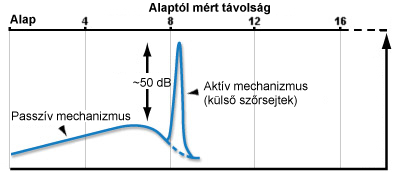 Alaptól mért távolság
Alap 4 8 12 16
~50 dB
Aktív mechanizmus
(külső szőrsejtek)
Passzív mechanizmus